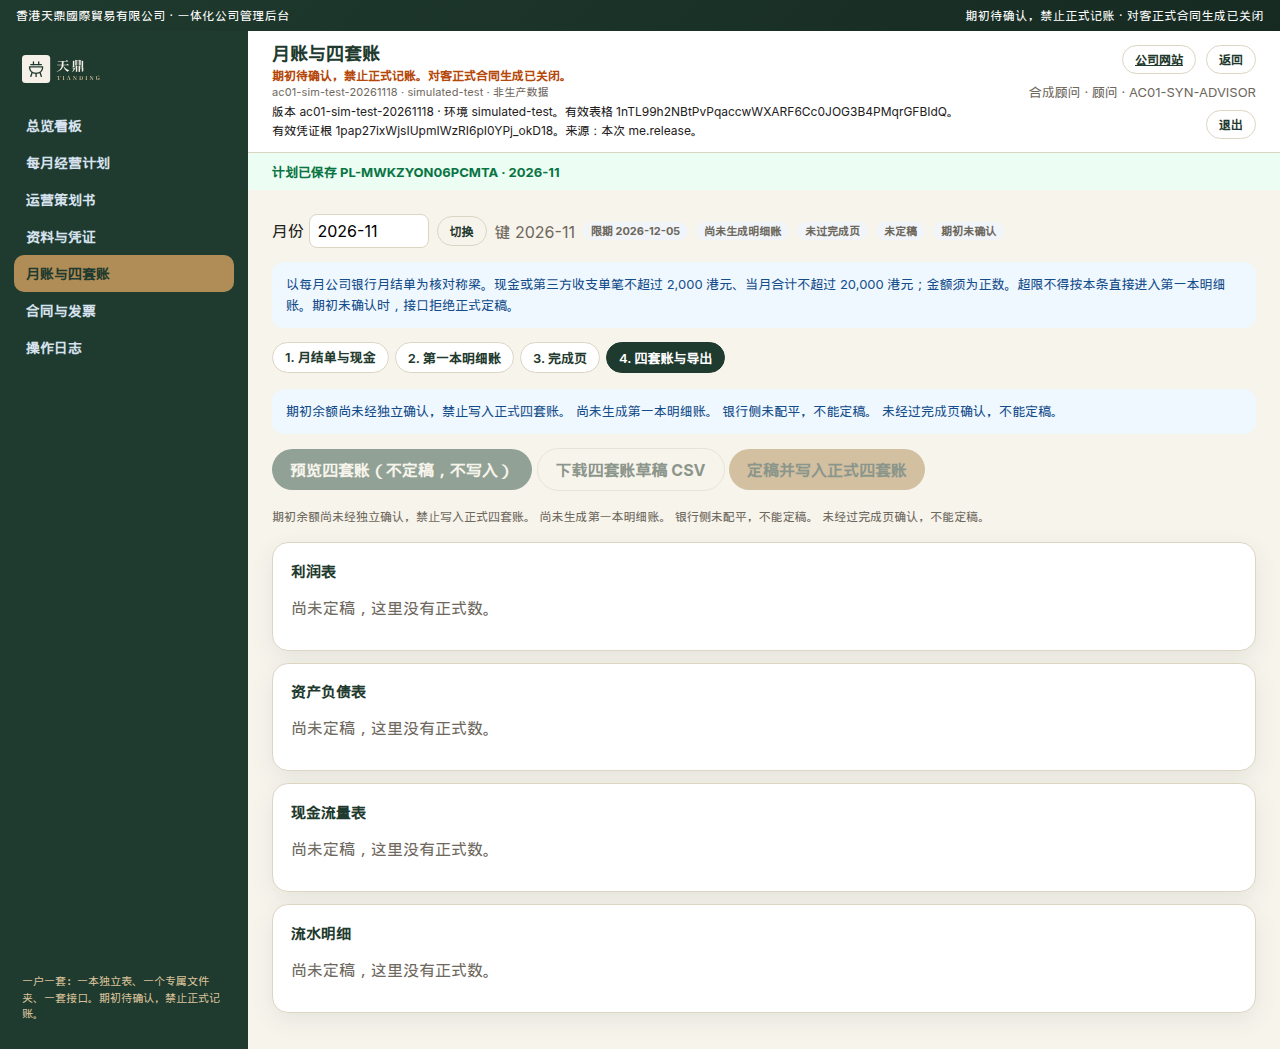 香港天鼎國際貿易有限公司 · 一体化公司管理后台
期初待确认，禁止正式记账 · 对客正式合同生成已关闭
天鼎
TIANDING
总览看板
每月经营计划
运营策划书
资料与凭证
月账与四套账
合同与发票
操作日志
一户一套：一本独立表、一个专属文件夹、一套接口。期初待确认，禁止正式记账。
月账与四套账
期初待确认，禁止正式记账。对客正式合同生成已关闭。
ac01-sim-test-20261118 · simulated-test · 非生产数据
版本 ac01-sim-test-20261118 · 环境 simulated-test。有效表格 1nTL99h2NBtPvPqaccwWXARF6Cc0JOG3B4PMqrGFBldQ。
有效凭证根 1pap27ixWjsIUpmIWzRI6pI0YPj_okD18。来源：本次 me.release。
公司网站
返回
合成顾问 · 顾问 · AC01-SYN-ADVISOR
退出
计划已保存 PL-MWKZYON06PCMTA · 2026-11
月份 2026-11 切换 键 2026-11 限期 2026-12-05 尚未生成明细账 未过完成页 未定稿 期初未确认
以每月公司银行月结单为核对称梁。现金或第三方收支单笔不超过 2,000 港元、当月合计不超过 20,000 港元；金额须为正数。超限不得按本条直接进入第一本明细
账。期初未确认时，接口拒绝正式定稿。
1. 月结单与现金
2. 第一本明细账
3. 完成页
4. 四套账与导出
期初余额尚未经独立确认，禁止写入正式四套账。 尚未生成第一本明细账。 银行侧未配平，不能定稿。 未经过完成页确认，不能定稿。
预览四套账（不定稿，不写入）
下载四套账草稿 CSV
定稿并写入正式四套账
期初余额尚未经独立确认，禁止写入正式四套账。 尚未生成第一本明细账。 银行侧未配平，不能定稿。 未经过完成页确认，不能定稿。
利润表
尚未定稿，这里没有正式数。
资产负债表
尚未定稿，这里没有正式数。
现金流量表
尚未定稿，这里没有正式数。
流水明细
尚未定稿，这里没有正式数。